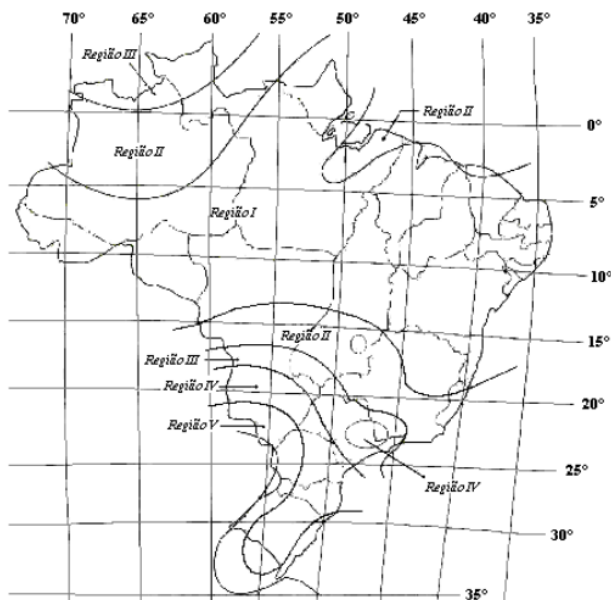 70° 65° 60° 55° 50° 45° 40° 35°
Região III
Região II
0°
Região II
5°
Região I
10°
15°
Região II
Região III
Região IV
20°
Região V
25°
Região IV
30°
35°